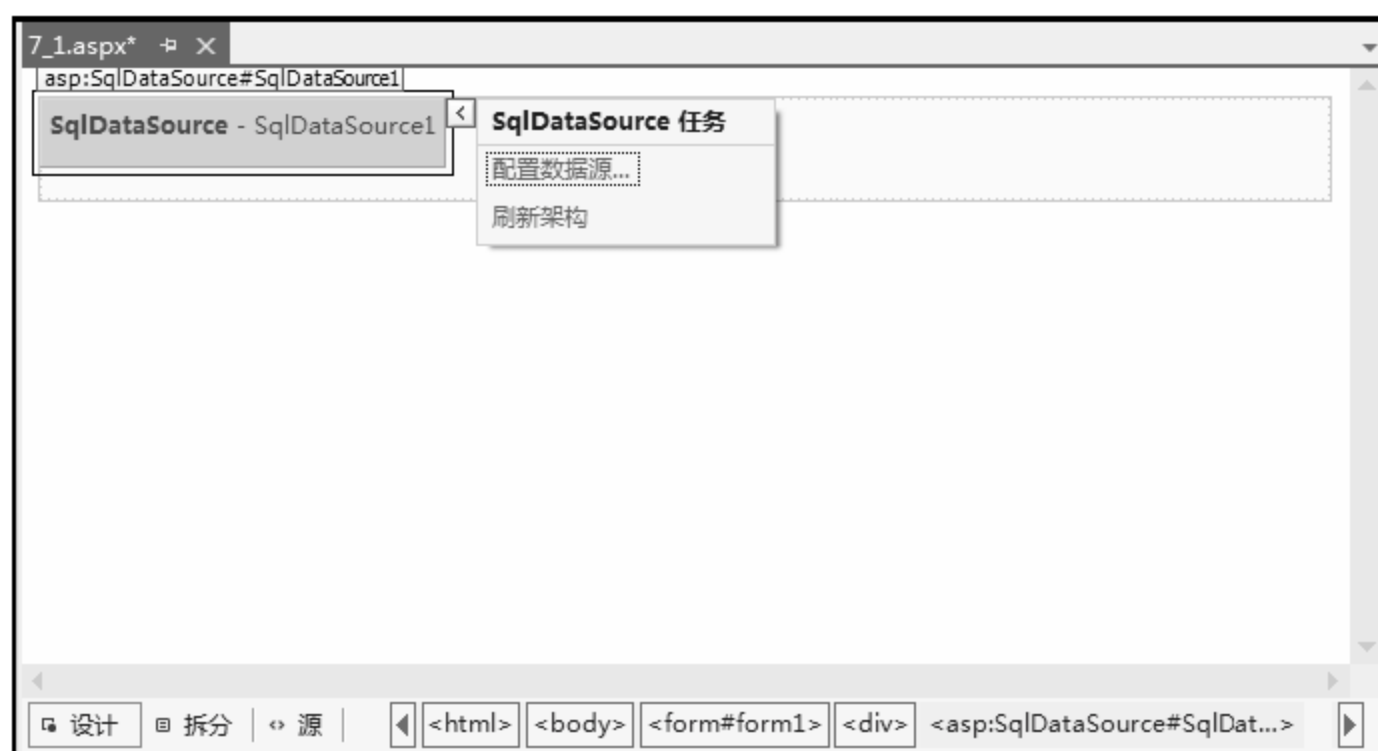 7_1.aspx*
asp:SqlDataSource#SqlDataSource1
SqlDataSource - SqlDataSource1
SqlDataSource 任务
配置数据源...
刷新架构
设计 拆分 源 <html> <body> <form#form1> <div> <asp:SqlDataSource#SqlDat...>